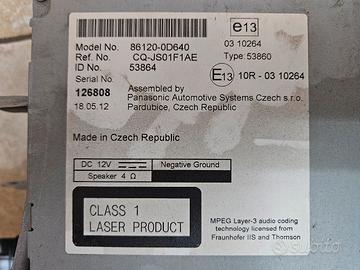 Model No. 86120-0D640
Ref. No. CQ-JS01F1AE
ID No. 53864
Serial No.
126808
18.05.12
Assembled by
Panasonic Automotive Systems Czech s.r.o.
Pardubice, Czech Republic
e13
03 10264
Type: 53860
E13 10R - 03 10264
Made in Czech Republic
DC 12V Negative Ground
Speaker 4 Ω
CLASS 1
LASER PRODUCT
MPEG Layer-3 audio coding
technology licensed from
Fraunhofer IIS and Thomson
subito